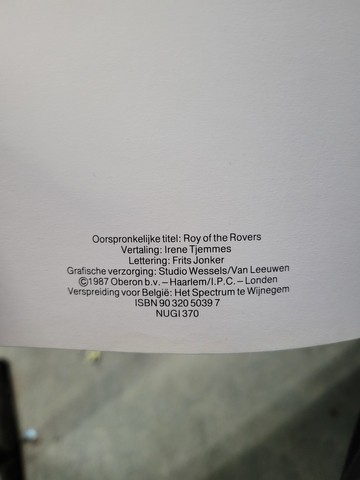 Oorspronkelijke titel: Roy of the Rovers
Vertaling: Irene Tjemmes
Lettering: Frits Jonker
Grafische verzorging: Studio Wessels/Van Leeuwen
©1987 Oberon b.v. – Haarlem/I.P.C. – Londen
Verspreiding voor België: Het Spectrum te Wijnegem
ISBN 90 320 5039 7
NUGI 370